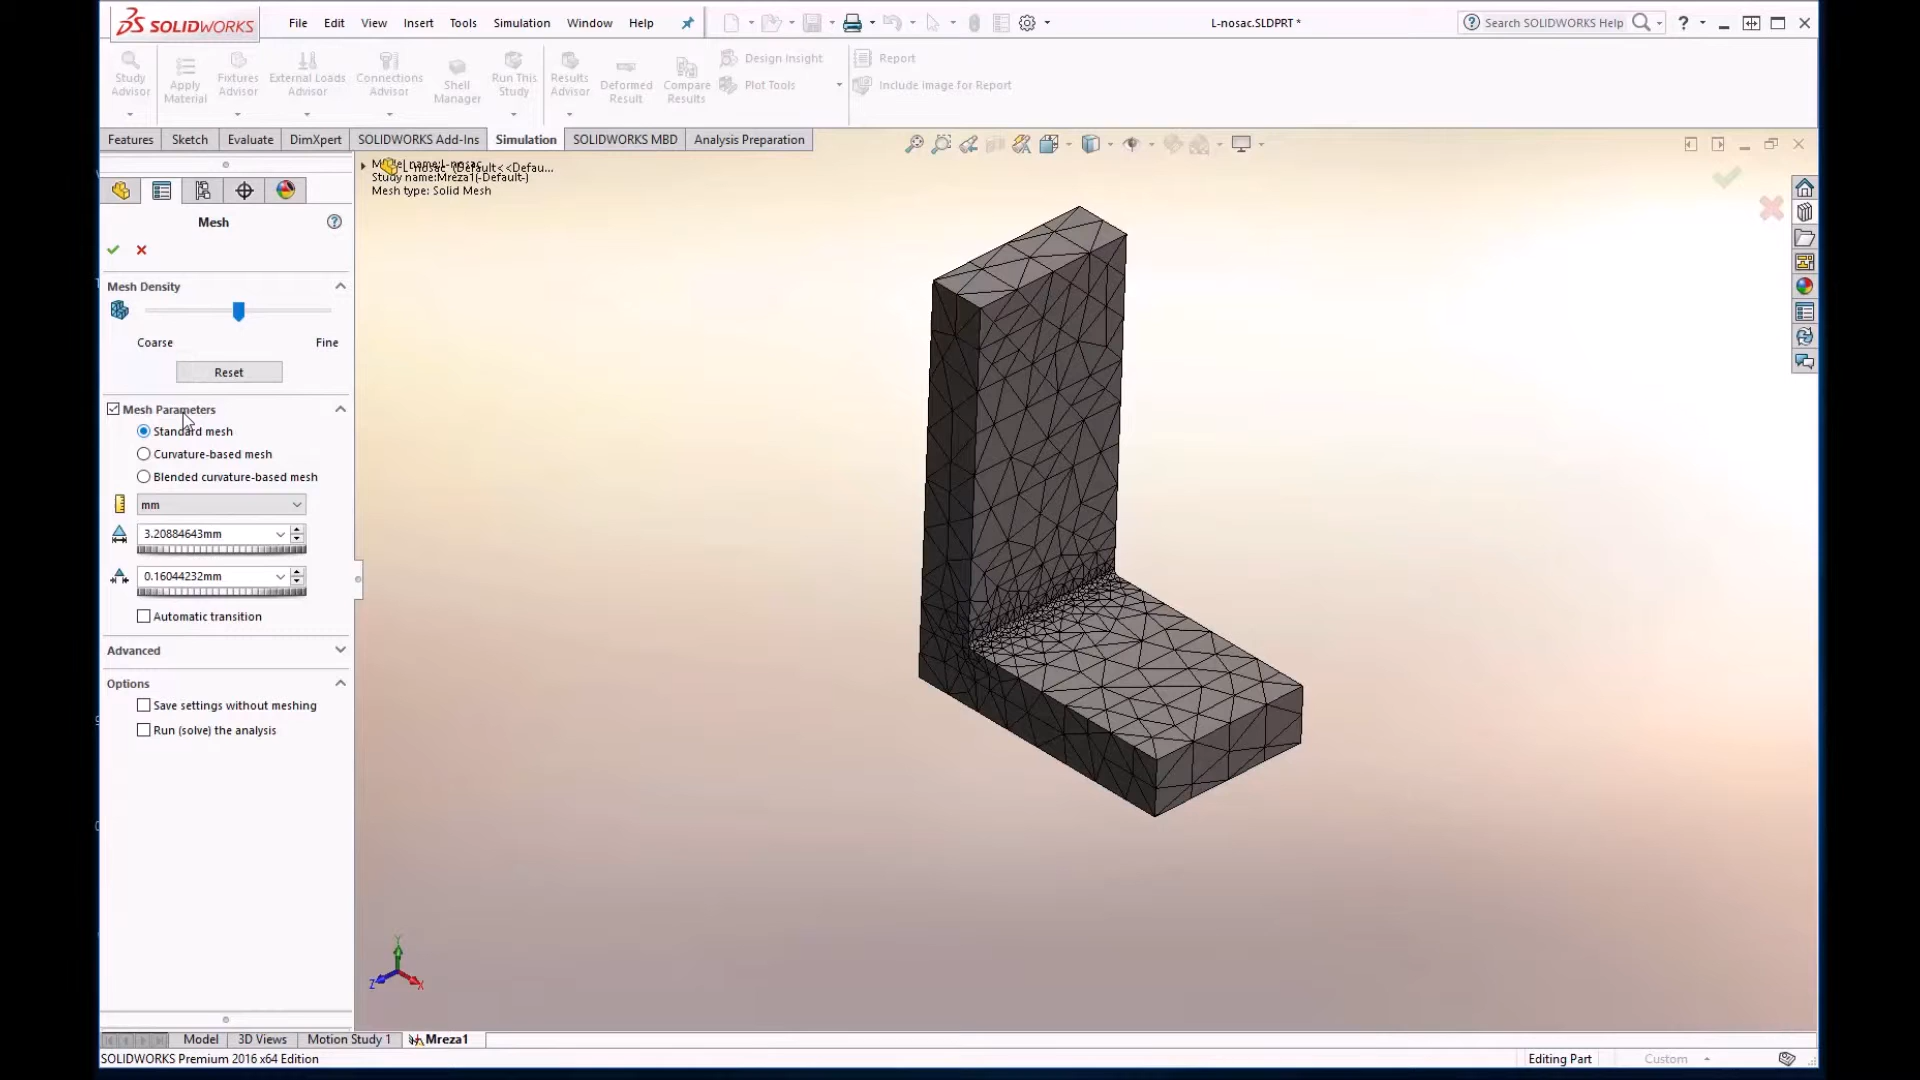 SOLIDWORKS
File Edit View Insert Tools Simulation Window Help
L-nosac.SLDPRT *
Search SOLIDWORKS Help
?
Study Advisor
Apply Material
Fixtures Advisor
External Loads Advisor
Connections Advisor
Shell Manager
Run This Study
Results Advisor
Deformed Result
Compare Results
Design Insight
Plot Tools
Report
Include Image for Report
Features Sketch Evaluate DimXpert SOLIDWORKS Add-Ins Simulation SOLIDWORKS MBD Analysis Preparation
Model name:L-nosac
L-nosac (Default<<Defau...
Study name:Mreza1(-Default-)
Mesh type: Solid Mesh
Mesh
?
Mesh Density
Coarse Fine
Reset
Mesh Parameters
Standard mesh
Curvature-based mesh
Blended curvature-based mesh
mm
3.20884643mm
0.16044232mm
Automatic transition
Advanced
Options
Save settings without meshing
Run (solve) the analysis
Y
Z
X
Model 3D Views Motion Study 1 Mreza1
SOLIDWORKS Premium 2016 x64 Edition
Editing Part
Custom